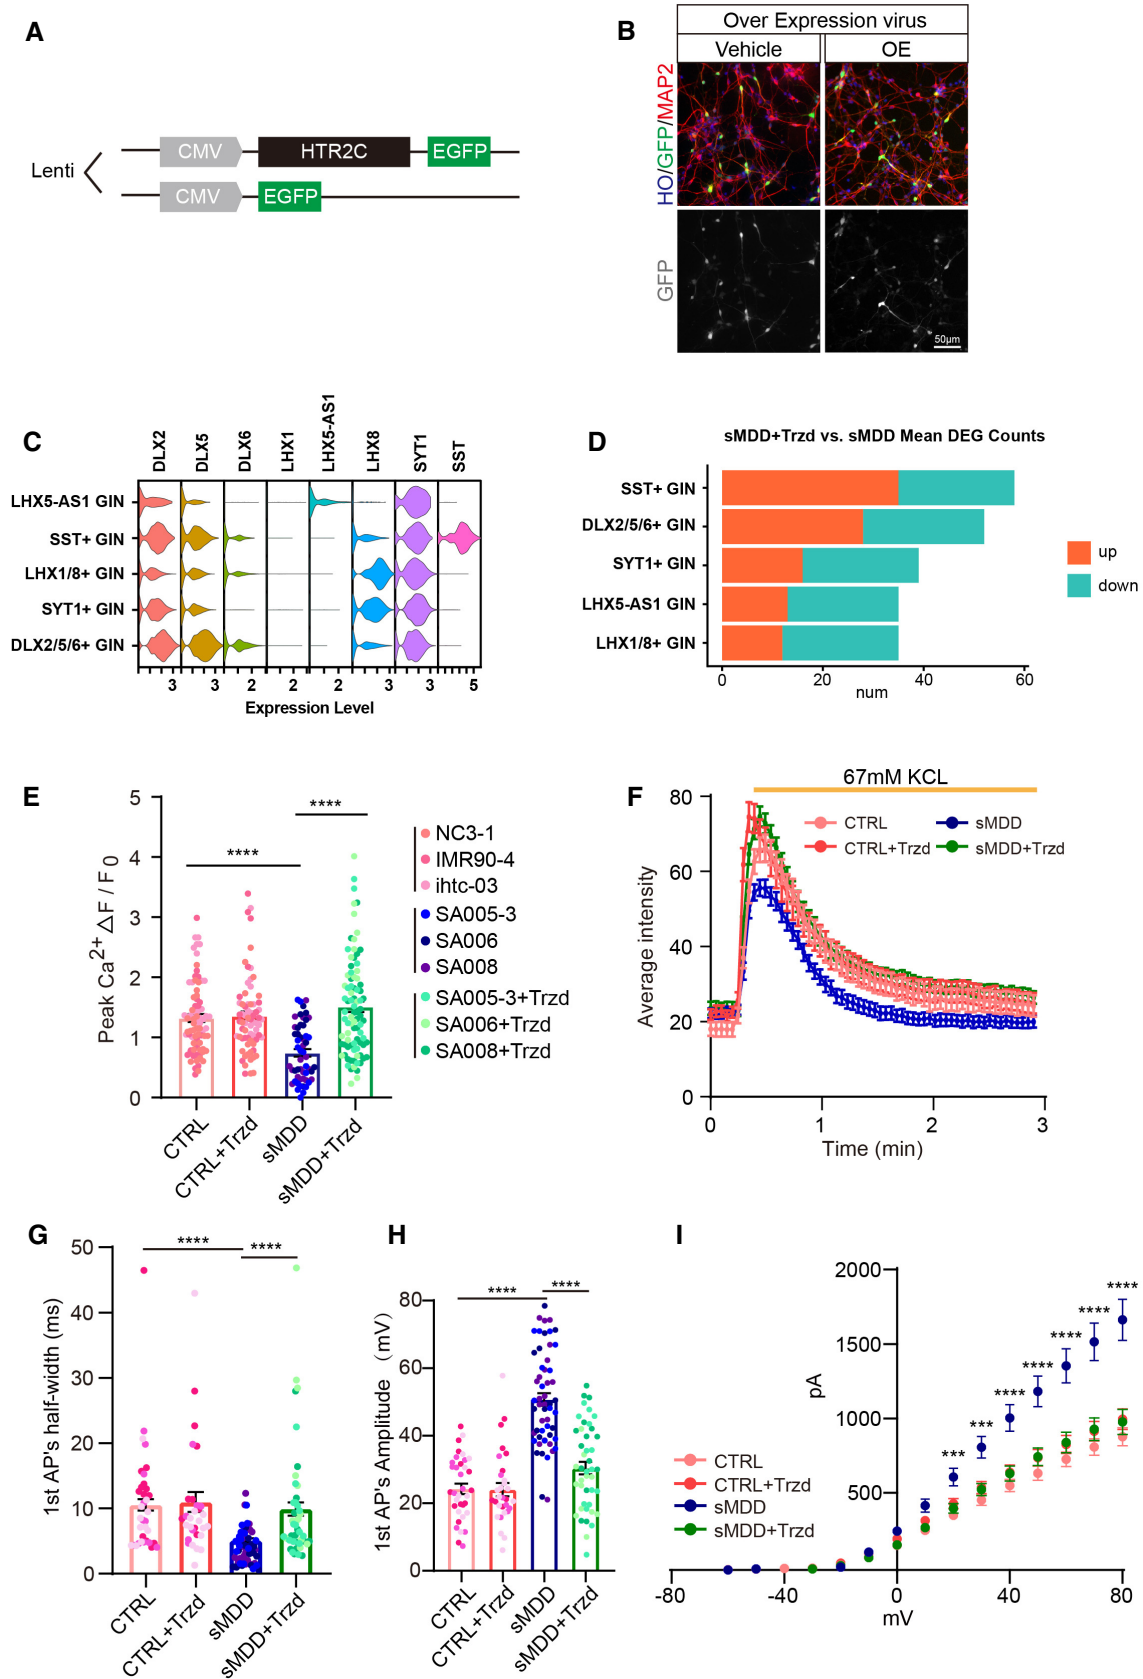 A
Lenti
CMV
HTR2C
EGFP
CMV
EGFP
B
Over Expression virus
Vehicle
OE
HO/GFP/MAP2
GFP
50μm
C
DLX2
DLX5
DLX6
LHX1
LHX5-AS1
LHX8
SYT1
SST
LHX5-AS1 GIN
SST+ GIN
LHX1/8+ GIN
SYT1+ GIN
DLX2/5/6+ GIN
3 3 2 2 2 3 3 5
Expression Level
D
sMDD+Trzd vs. sMDD Mean DEG Counts
SST+ GIN
DLX2/5/6+ GIN
SYT1+ GIN
LHX5-AS1 GIN
LHX1/8+ GIN
0 20 40 60
num
up
down
E
Peak Ca2+ △F / F0
5
4
3
2
1
0
****
****
CTRL
CTRL+Trzd
sMDD
sMDD+Trzd
NC3-1
IMR90-4
ihtc-03
SA005-3
SA006
SA008
SA005-3+Trzd
SA006+Trzd
SA008+Trzd
F
67mM KCL
CTRL
CTRL+Trzd
sMDD
sMDD+Trzd
Average intensity
80
60
40
20
0
0 1 2 3
Time (min)
G
1st AP's half-width (ms)
50
40
30
20
10
0
****
****
CTRL
CTRL+Trzd
sMDD
sMDD+Trzd
H
1st AP's Amplitude （mV）
80
60
40
20
0
****
****
CTRL
CTRL+Trzd
sMDD
sMDD+Trzd
I
pA
2000
1500
1000
500
***
***
****
****
****
****
****
CTRL
CTRL+Trzd
sMDD
sMDD+Trzd
-80 -40 0 40 80
mV